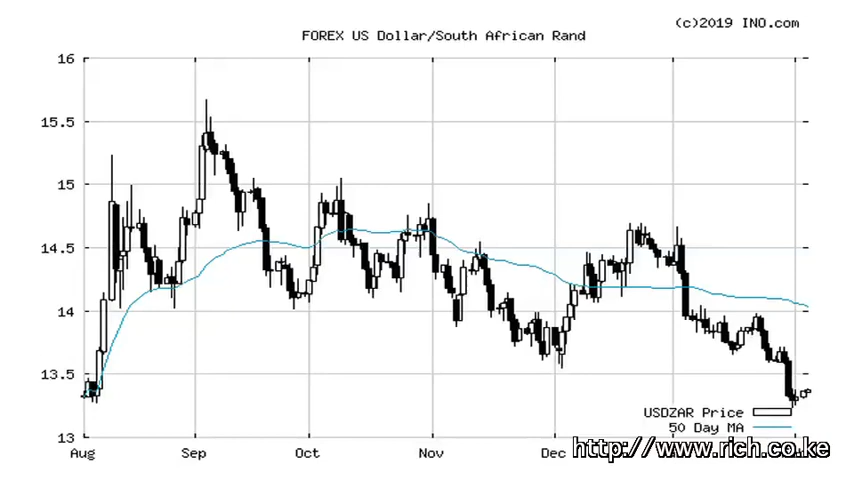 (c)2019 INO.com
FOREX US Dollar/South African Rand
16
15.5
15
14.5
14
13.5
13
USDZAR Price
50 Day MA
Aug Sep Oct Nov Dec
http://www.rich.co.ke